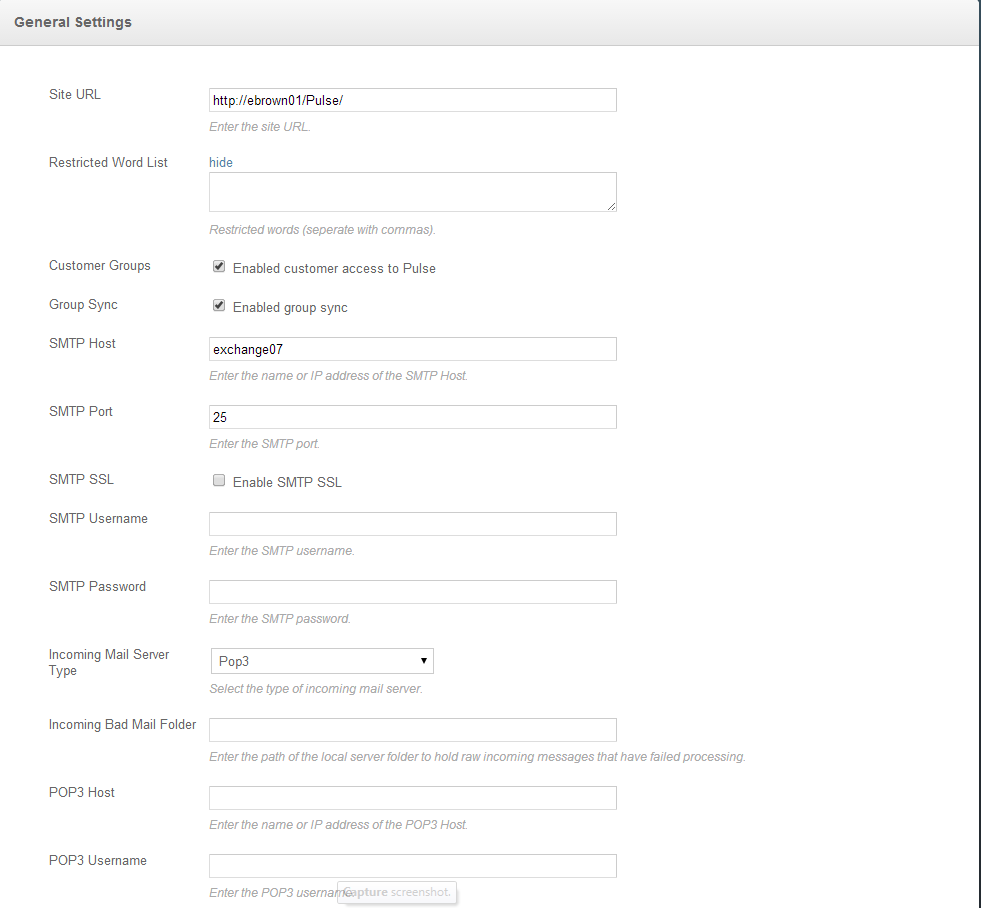 General Settings
Site URL
http://ebrown01/Pulse/
Enter the site URL.
Restricted Word List
hide
Restricted words (seperate with commas).
Customer Groups
Enabled customer access to Pulse
Group Sync
Enabled group sync
SMTP Host
exchange07
Enter the name or IP address of the SMTP Host.
SMTP Port
25
Enter the SMTP port.
SMTP SSL
Enable SMTP SSL
SMTP Username
Enter the SMTP username.
SMTP Password
Enter the SMTP password.
Incoming Mail Server
Type
Pop3
Select the type of incoming mail server.
Incoming Bad Mail Folder
Enter the path of the local server folder to hold raw incoming messages that have failed processing.
POP3 Host
Enter the name or IP address of the POP3 Host.
POP3 Username
Enter the POP3 username.
Capture screenshot.